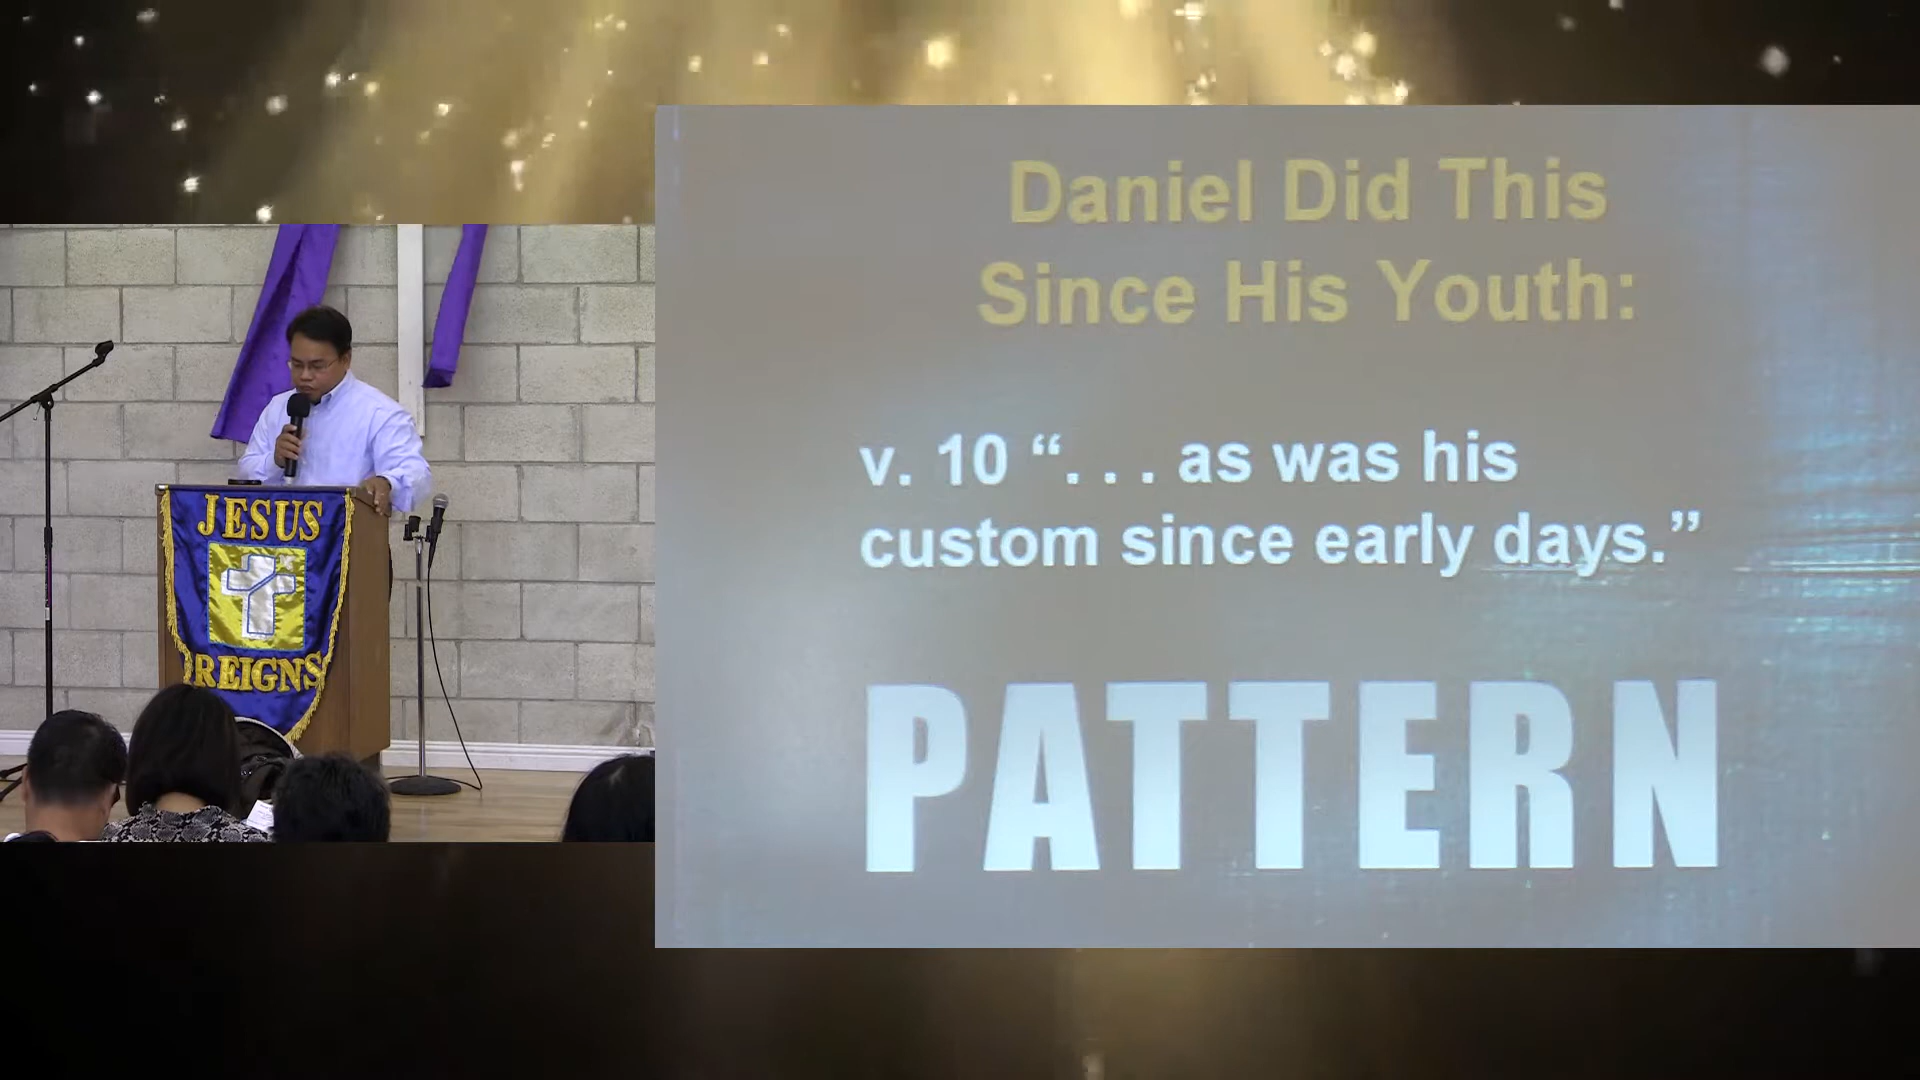 JESUS
REIGNS
Daniel Did This
Since His Youth:
v. 10 “. . . as was his
custom since early days.”
PATTERN